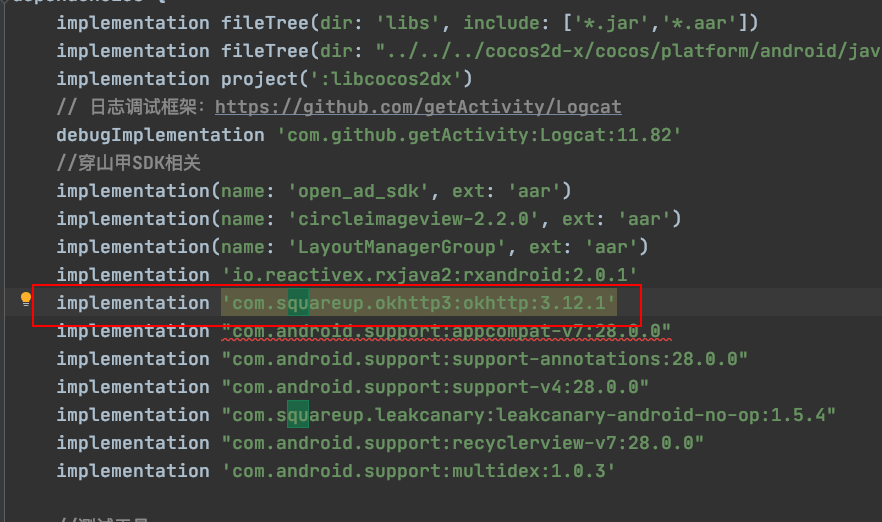 dependencies {
implementation fileTree(dir: 'libs', include: ['*.jar','*.aar'])
implementation fileTree(dir: "../../../cocos2d-x/cocos/platform/android/jav
implementation project(':libcocos2dx')
// 日志调试框架：https://github.com/getActivity/Logcat
debugImplementation 'com.github.getActivity:Logcat:11.82'
//穿山甲SDK相关
implementation(name: 'open_ad_sdk', ext: 'aar')
implementation(name: 'circleimageview-2.2.0', ext: 'aar')
implementation(name: 'LayoutManagerGroup', ext: 'aar')
implementation 'io.reactivex.rxjava2:rxandroid:2.0.1'
implementation 'com.squareup.okhttp3:okhttp:3.12.1'
implementation "com.android.support:appcompat-v7:28.0.0"
implementation "com.android.support:support-annotations:28.0.0"
implementation "com.android.support:support-v4:28.0.0"
implementation "com.squareup.leakcanary:leakcanary-android-no-op:1.5.4"
implementation "com.android.support:recyclerview-v7:28.0.0"
implementation 'com.android.support:multidex:1.0.3'
//测试工具